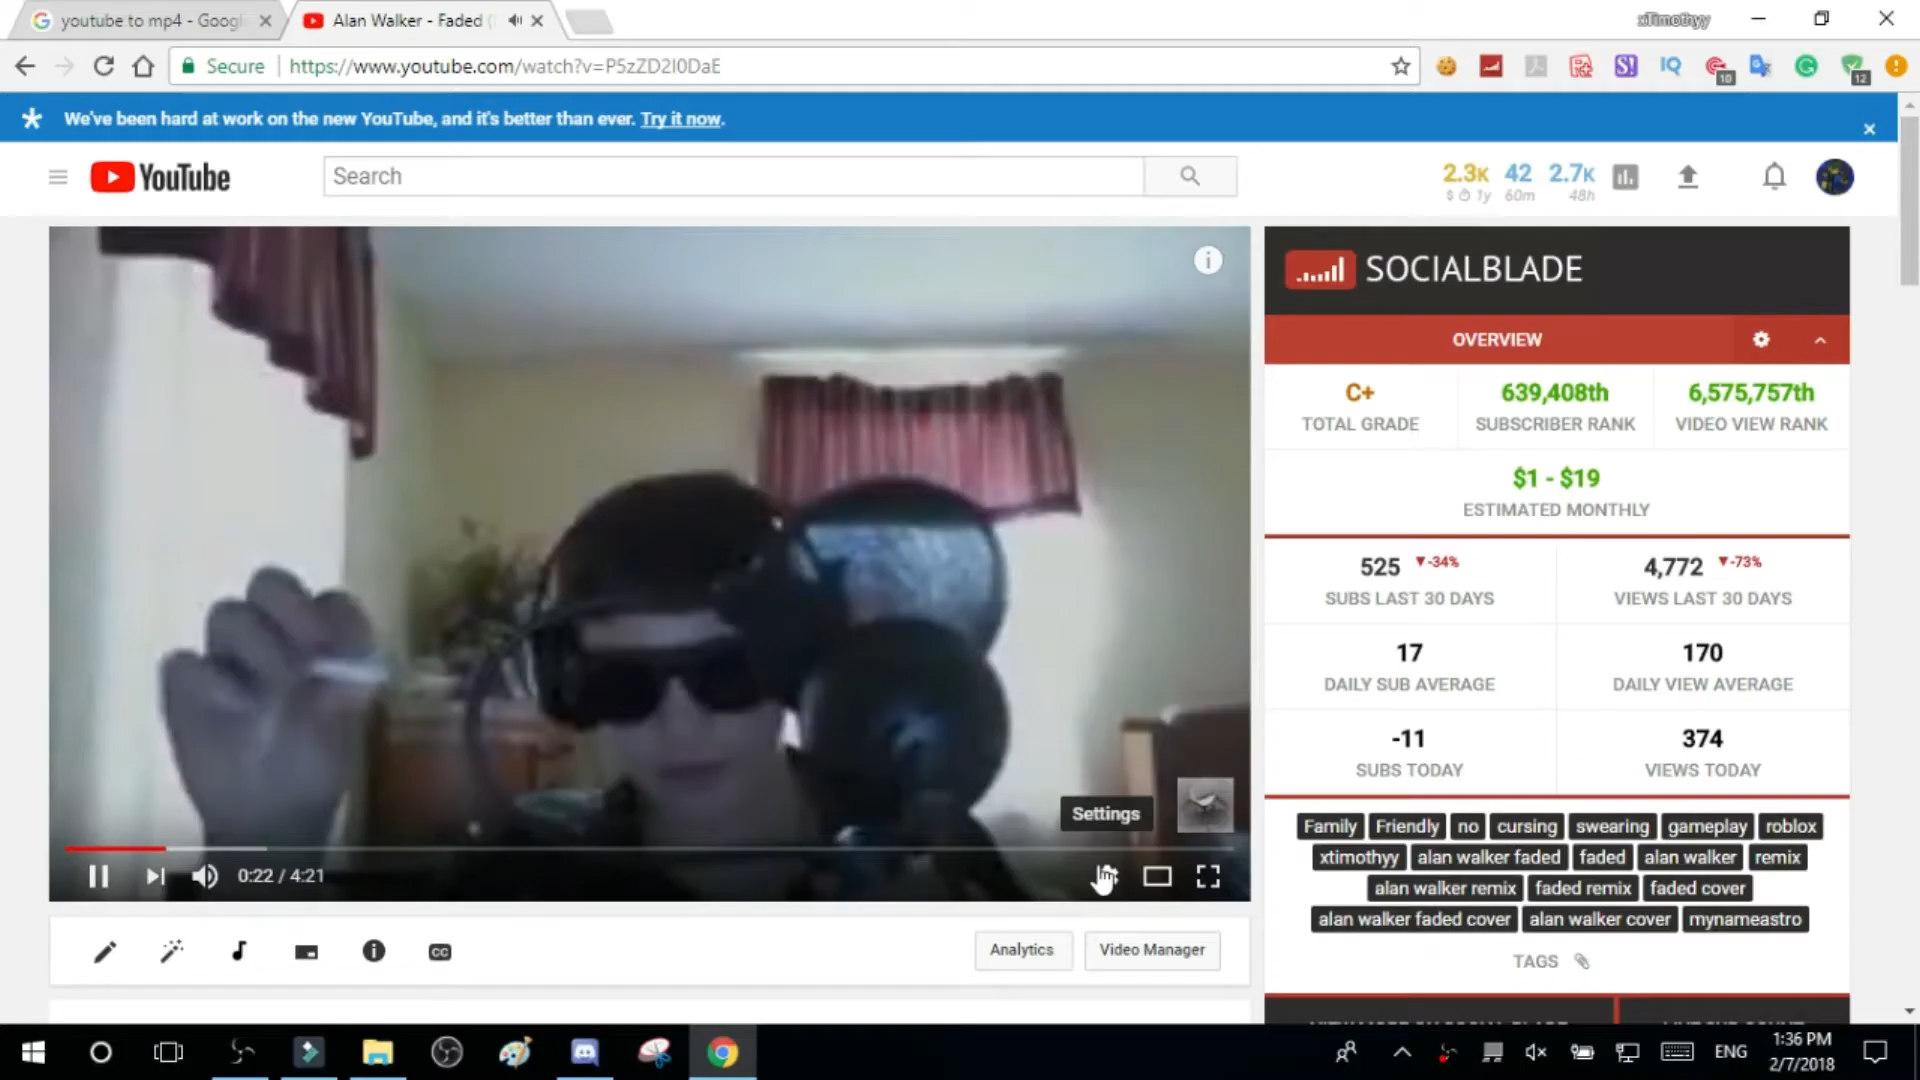 youtube to mp4 - Googl
Alan Walker - Faded (
xTimothyy
Secure
https://www.youtube.com/watch?v=P5zZD2I0DaE
10
12
We've been hard at work on the new YouTube, and it's better than ever. Try it now.
YouTube
Search
2.3K 42 2.7K
$ 1y 60m 48h
SOCIALBLADE
OVERVIEW
C+ 639,408th 6,575,757th
TOTAL GRADE SUBSCRIBER RANK VIDEO VIEW RANK
$1 - $19
ESTIMATED MONTHLY
525 -34% 4,772 -73%
SUBS LAST 30 DAYS VIEWS LAST 30 DAYS
17 170
DAILY SUB AVERAGE DAILY VIEW AVERAGE
-11 374
SUBS TODAY VIEWS TODAY
Family Friendly no cursing swearing gameplay roblox
xtimothyy alan walker faded faded alan walker remix
alan walker remix faded remix faded cover
alan walker faded cover alan walker cover mynameastro
TAGS
Settings
0:22 / 4:21
CC
Analytics Video Manager
ENG
1:36 PM
2/7/2018